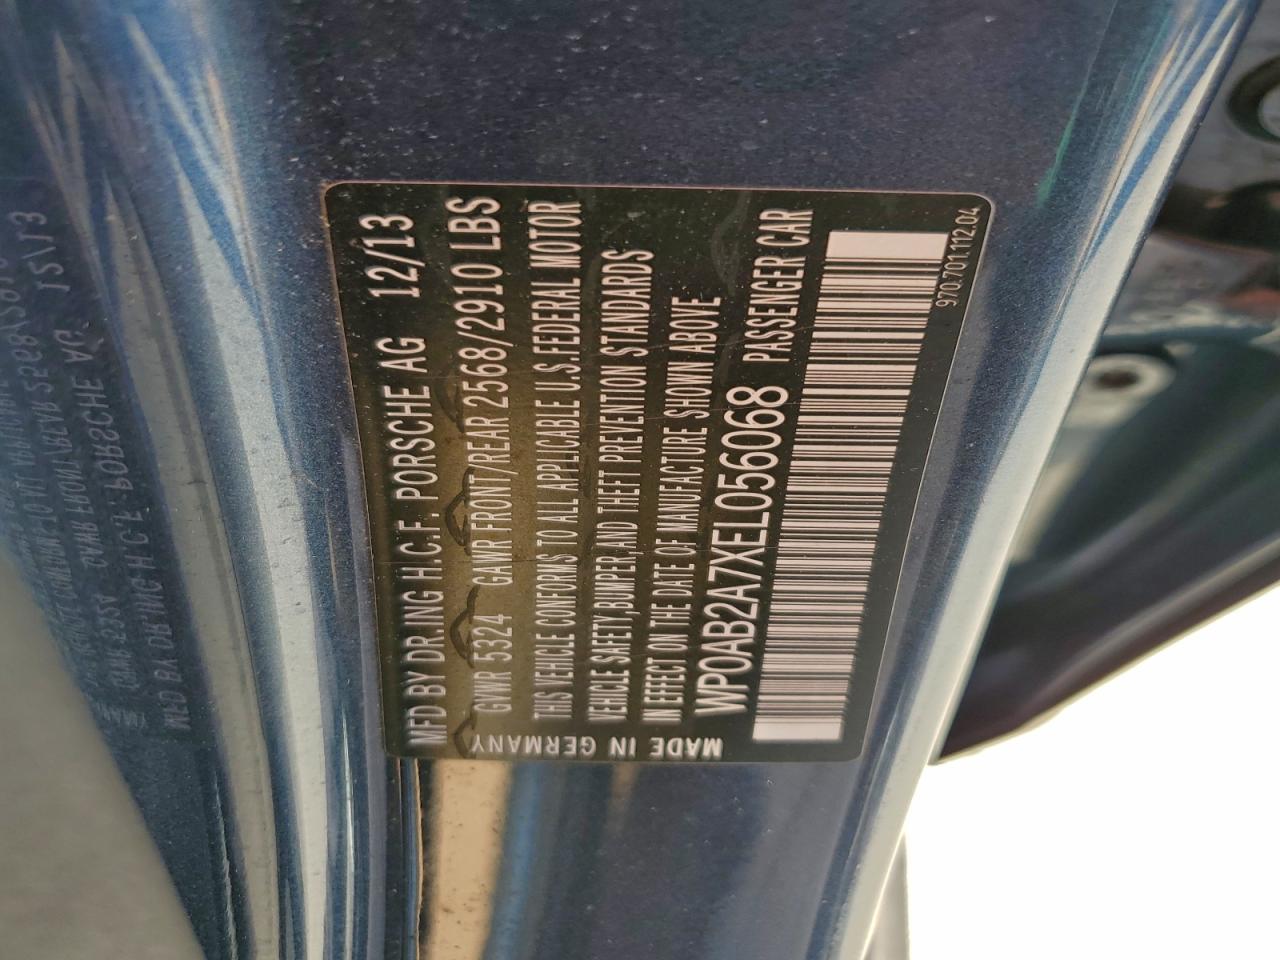 MFD BY DR.ING H.C.F. PORSCHE AG 12/13
GVWR 5324 GAWR FRONT/REAR 2568/2910 LBS
THIS VEHICLE CONFORMS TO ALL APPLICABLE U.S. FEDERAL MOTOR
VEHICLE SAFETY, BUMPER, AND THEFT PREVENTION STANDARDS
IN EFFECT ON THE DATE OF MANUFACTURE SHOWN ABOVE
WP0AB2A7XEL056068 PASSENGER CAR
970.701.112.04
MADE IN GERMANY